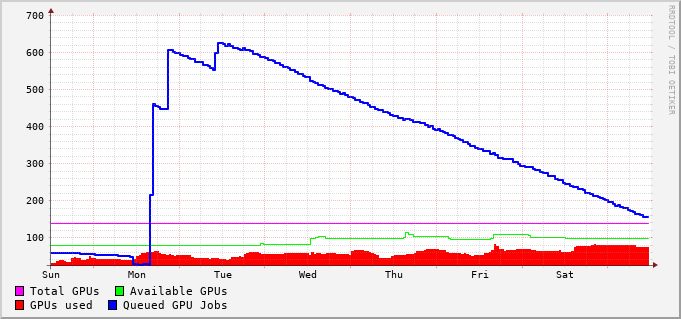 700
600
500
400
300
200
100
Sun Mon Tue Wed Thu Fri Sat
Total GPUs Available GPUs
GPUs used Queued GPU Jobs
RRDTOOL / TOBI OETIKER